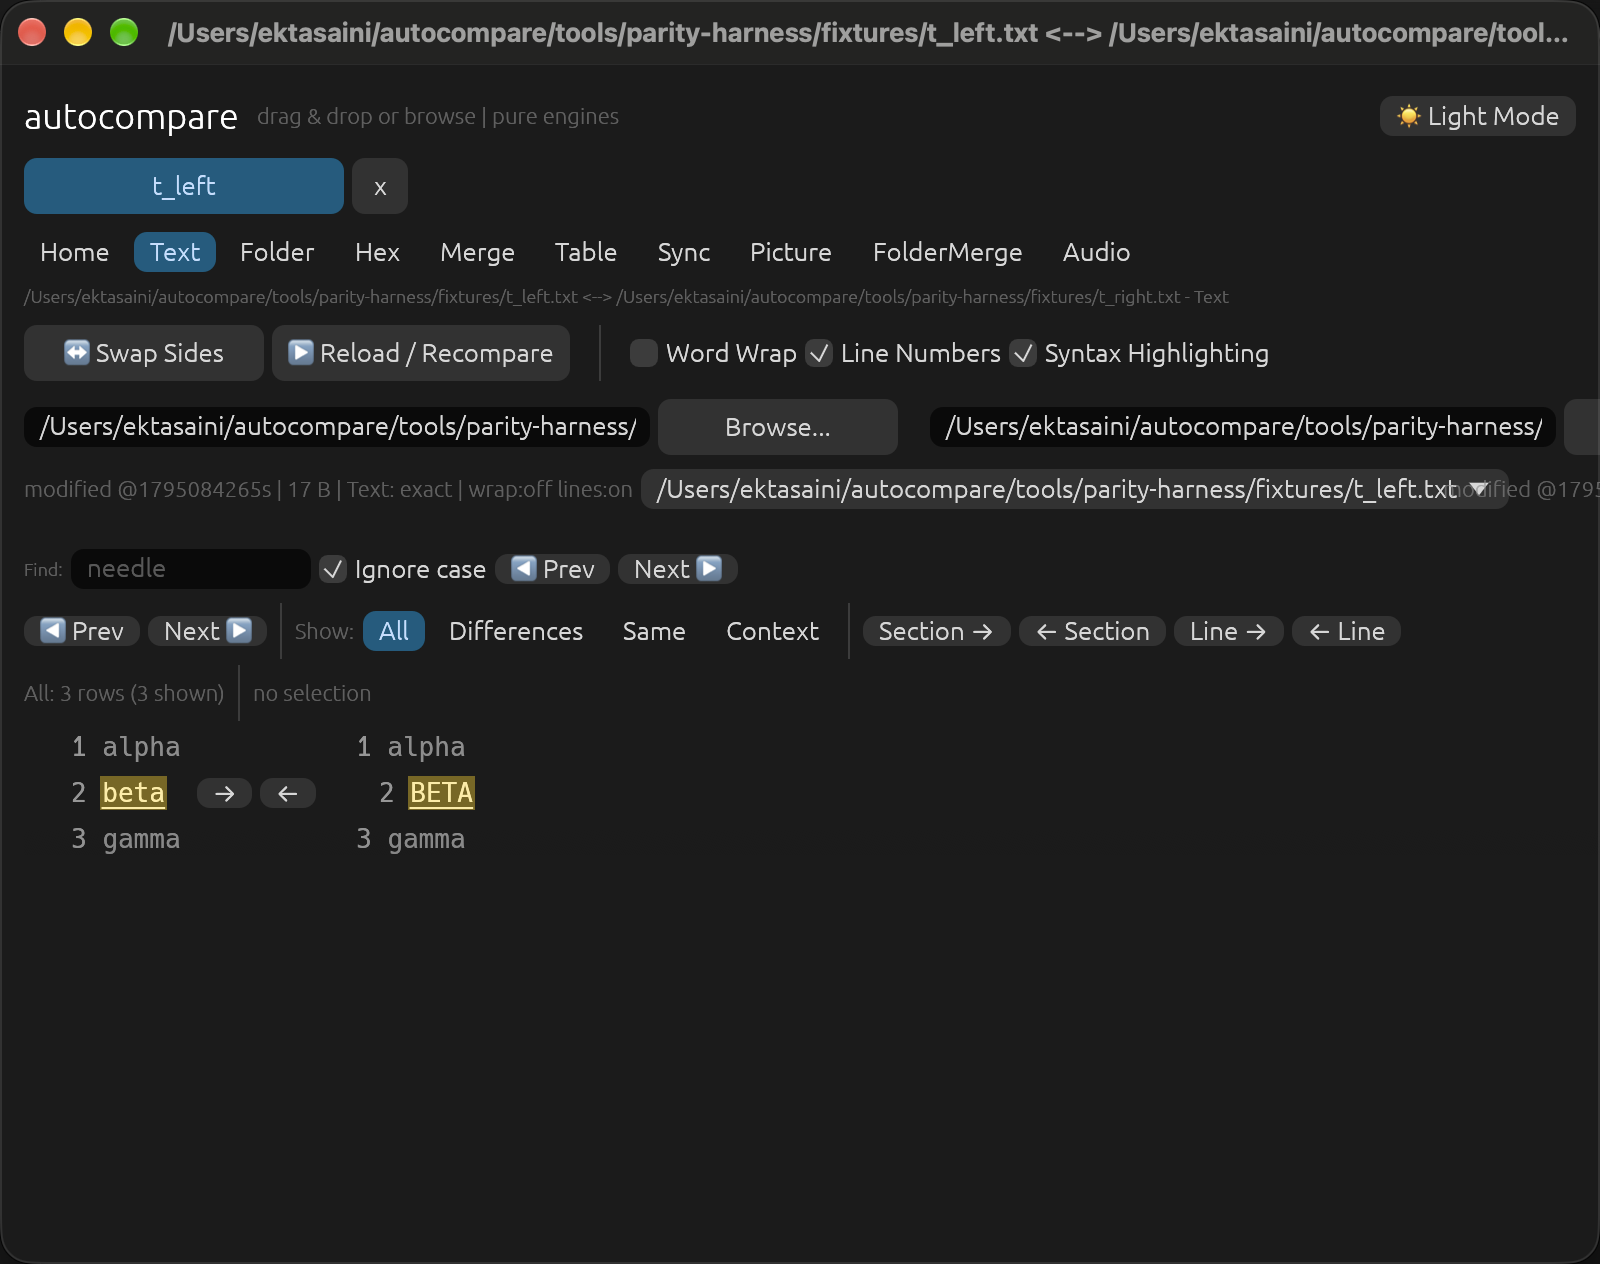 /Users/ektasaini/autocompare/tools/parity-harness/fixtures/t_left.txt <--> /Users/ektasaini/autocompare/tool...
autocompare drag & drop or browse | pure engines Light Mode
t_left x
Home Text Folder Hex Merge Table Sync Picture FolderMerge Audio
/Users/ektasaini/autocompare/tools/parity-harness/fixtures/t_left.txt <--> /Users/ektasaini/autocompare/tools/parity-harness/fixtures/t_right.txt - Text
Swap Sides Reload / Recompare Word Wrap Line Numbers Syntax Highlighting
/Users/ektasaini/autocompare/tools/parity-harness/ Browse... /Users/ektasaini/autocompare/tools/parity-harness/
modified @1795084265s | 17 B | Text: exact | wrap:off lines:on /Users/ektasaini/autocompare/tools/parity-harness/fixtures/t_left.txt modified @179
Find: needle Ignore case Prev Next
Prev Next Show: All Differences Same Context Section → ← Section Line → ← Line
All: 3 rows (3 shown) no selection
1 alpha 1 alpha
2 beta → ← 2 BETA
3 gamma 3 gamma